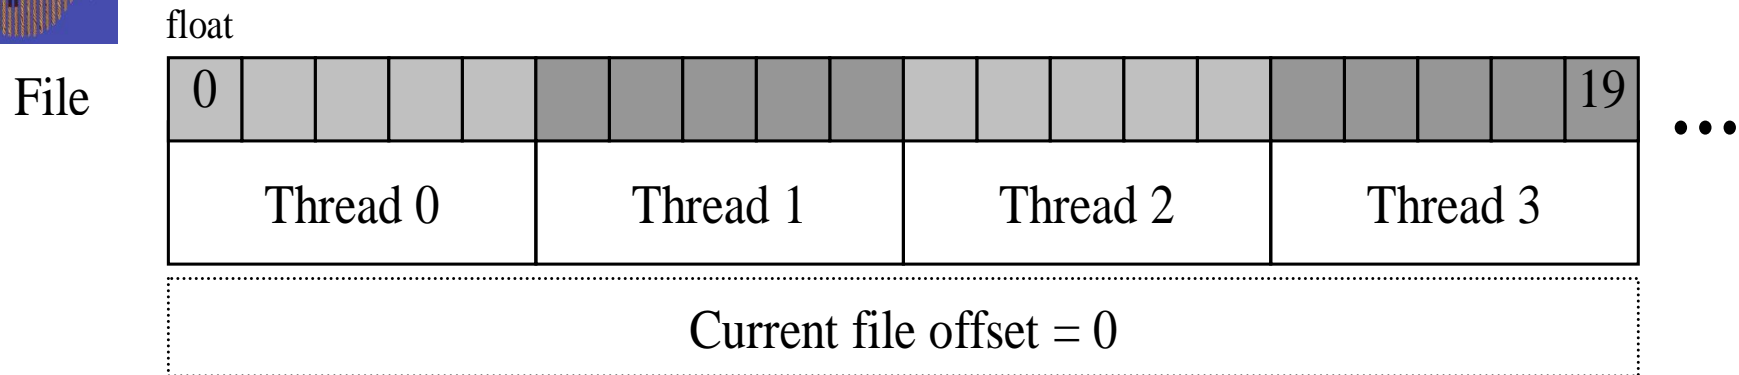 float
File 0 19 ...
Thread 0 Thread 1 Thread 2 Thread 3
Current file offset = 0